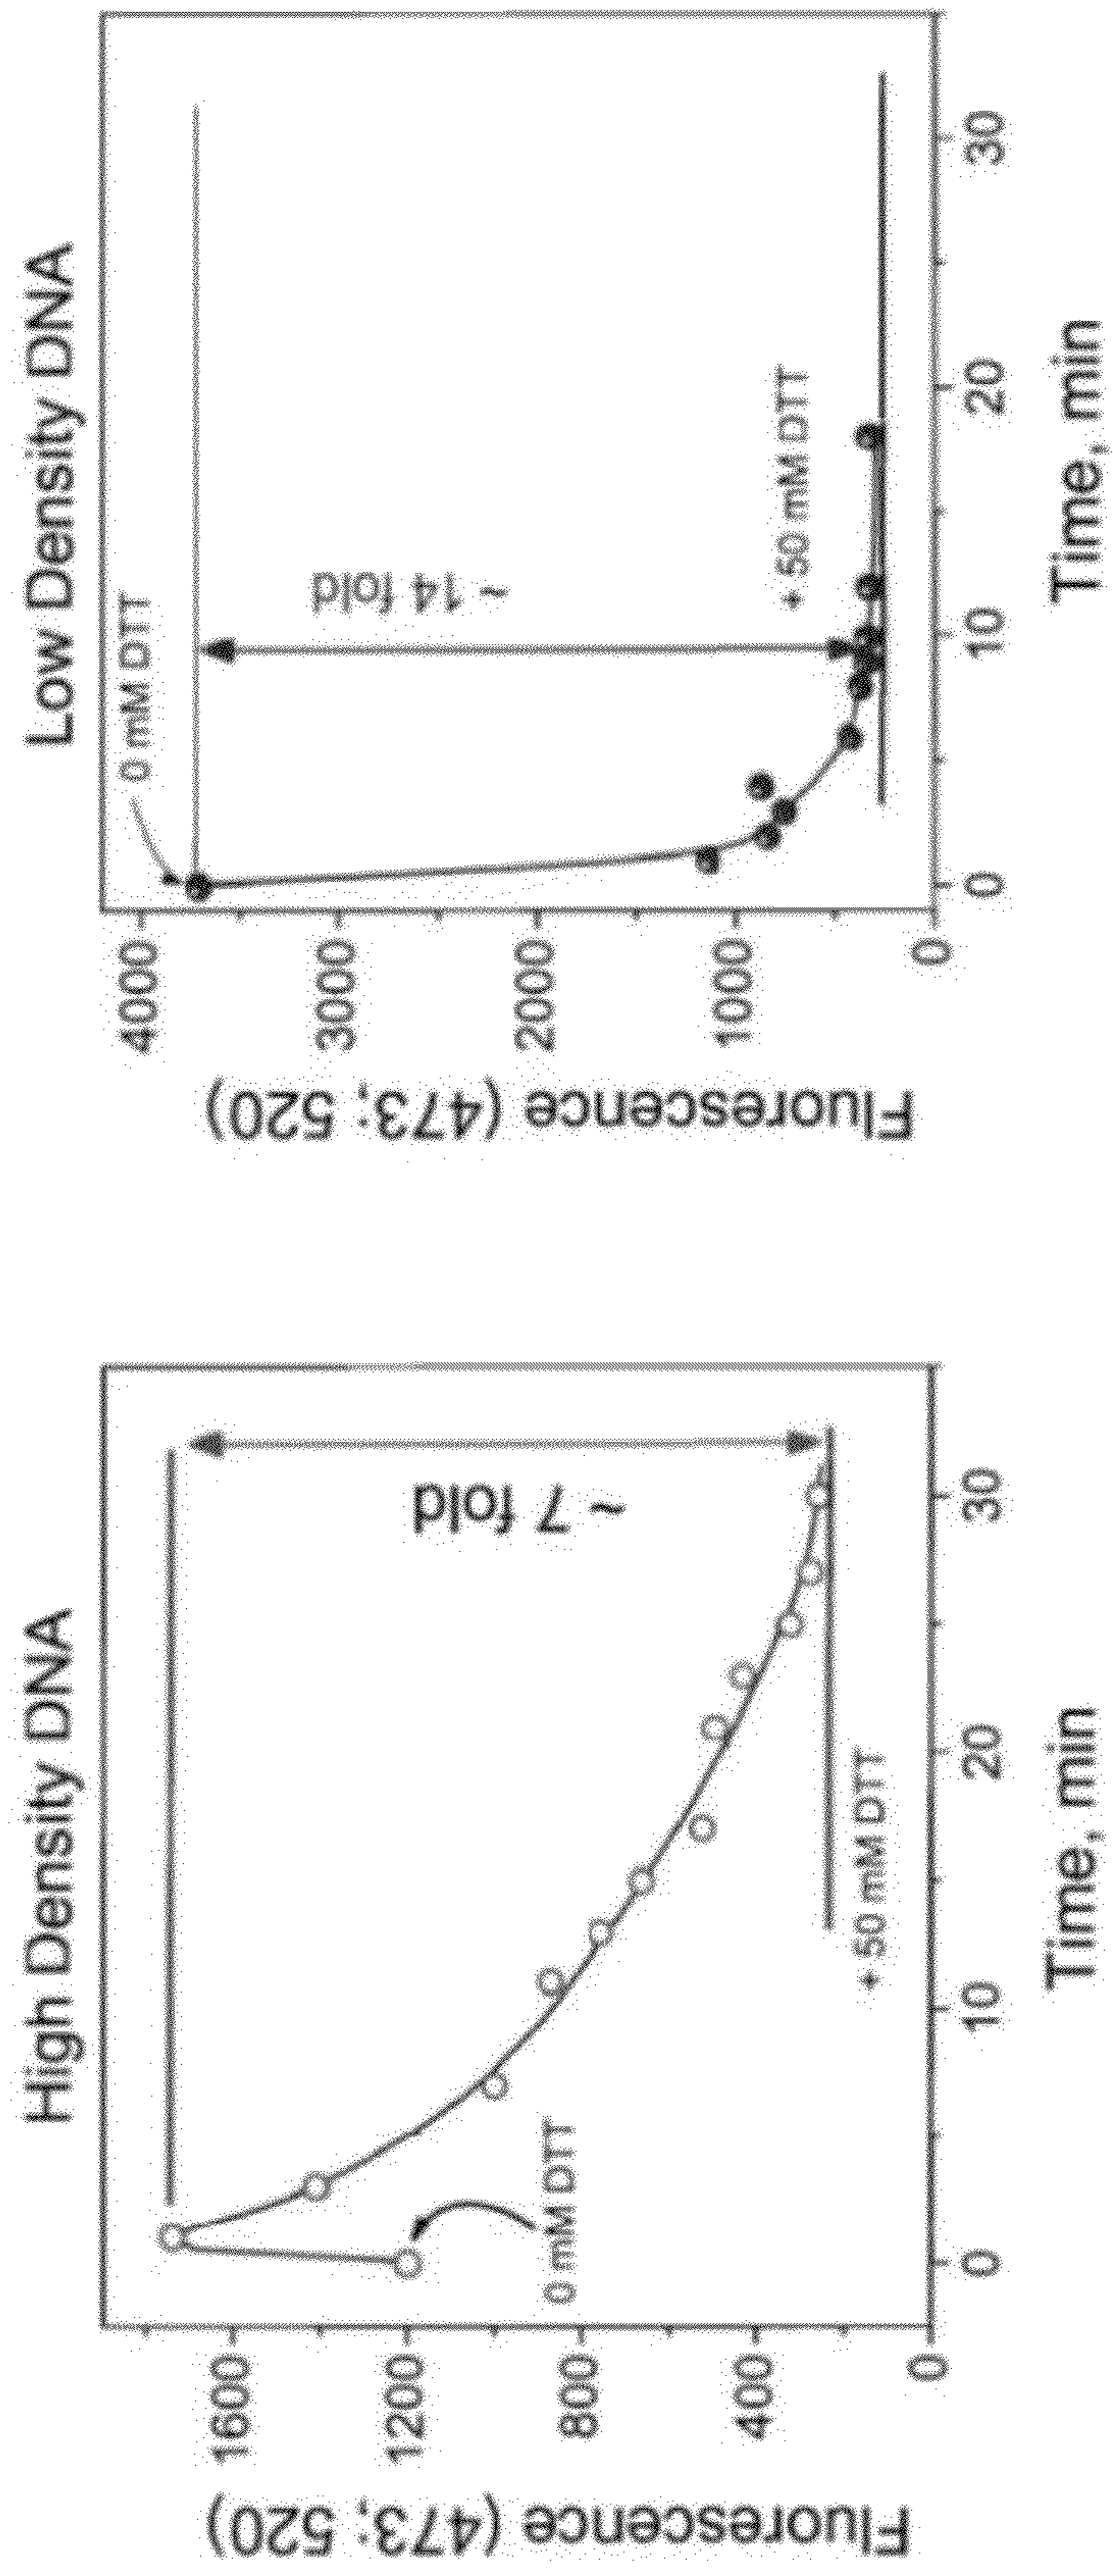 High Density DNA
Fluorescence (473; 520)
1600
1200
800
400
0
0 mM DTT
~ 7 fold
+ 50 mM DTT
0 10 20 30
Time, min
Low Density DNA
Fluorescence (473; 520)
4000
3000
2000
1000
0
0 mM DTT
~ 14 fold
+ 50 mM DTT
0 10 20 30
Time, min